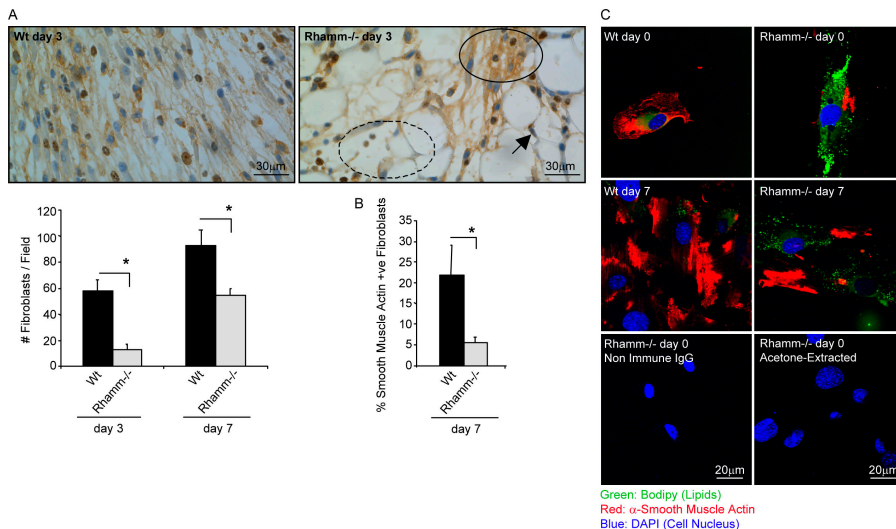 A
Wt day 3
30µm
Rhamm-/- day 3
30µm
# Fibroblasts / Field
120
100
80
60
40
20
0
*
*
Wt
Rhamm-/-
Wt
Rhamm-/-
day 3
day 7
B
% Smooth Muscle Actin +ve Fibroblasts
35
30
25
20
15
10
5
0
*
Wt
Rhamm-/-
day 7
C
Wt day 0
Rhamm-/- day 0
Wt day 7
Rhamm-/- day 7
Rhamm-/- day 0
Non Immune IgG
20µm
Rhamm-/- day 0
Acetone-Extracted
20µm
Green: Bodipy (Lipids)
Red: α-Smooth Muscle Actin
Blue: DAPI (Cell Nucleus)